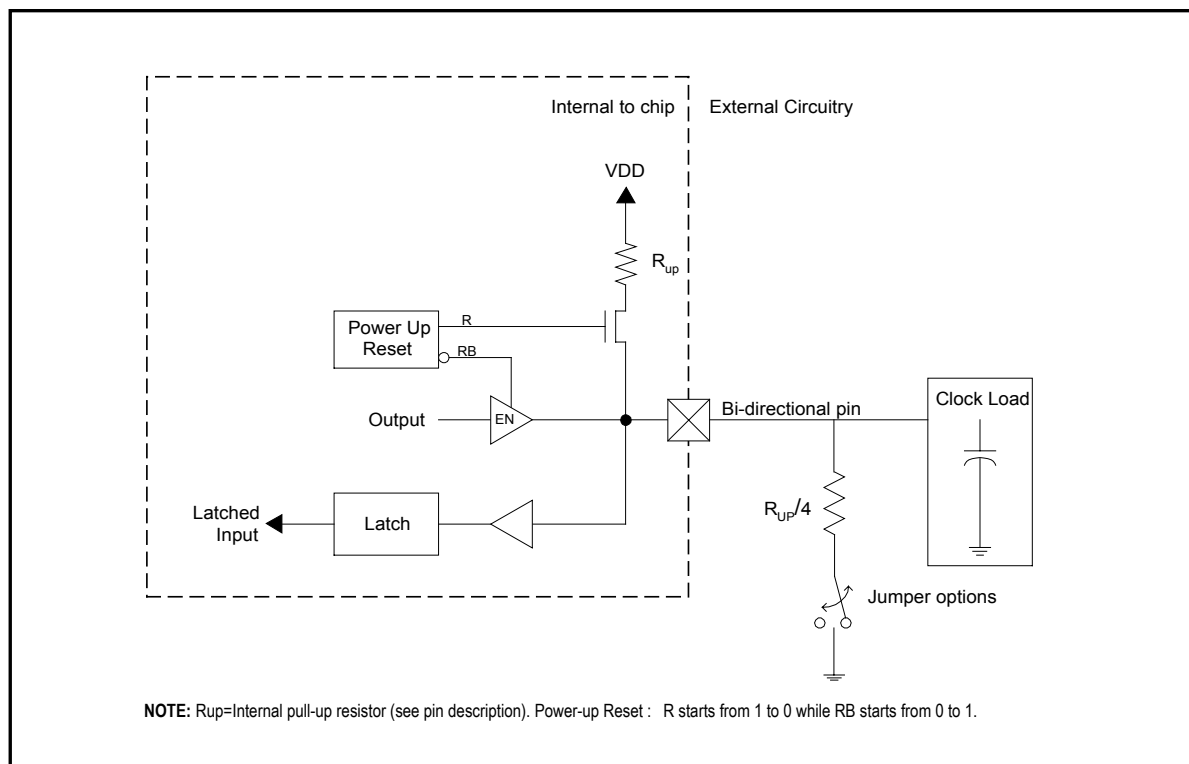 Internal to chip
External Circuitry
VDD
Rup
Power Up
Reset
R
RB
Output
EN
Bi-directional pin
Clock Load
Latched
Input
Latch
RUP/4
Jumper options
NOTE: Rup=Internal pull-up resistor (see pin description). Power-up Reset : R starts from 1 to 0 while RB starts from 0 to 1.